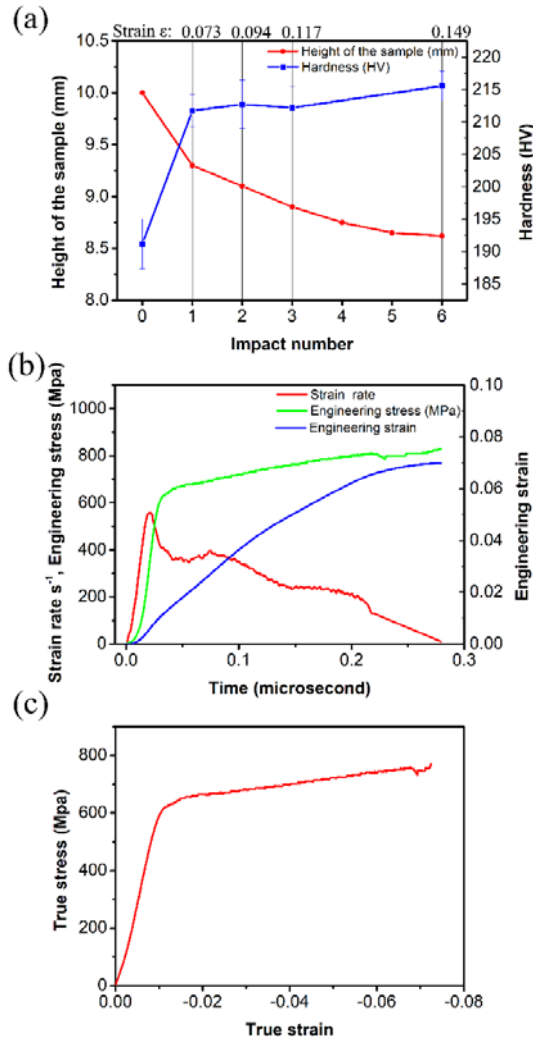 (a)
Strain ε: 0.073 0.094 0.117 0.149
Height of the sample (mm)
Hardness (HV)
10.5
10.0
9.5
9.0
8.5
8.0
Height of the sample (mm)
220
215
210
205
200
195
190
185
Hardness (HV)
0 1 2 3 4 5 6
Impact number
(b)
Strain rate
Engineering stress (MPa)
Engineering strain
1000
800
600
400
200
0
Strain rate s⁻¹, Engineering stress (Mpa)
0.10
0.08
0.06
0.04
0.02
0.00
Engineering strain
0.0 0.1 0.2 0.3
Time (microsecond)
(c)
800
600
400
200
0
True stress (Mpa)
0.00 -0.02 -0.04 -0.06 -0.08
True strain